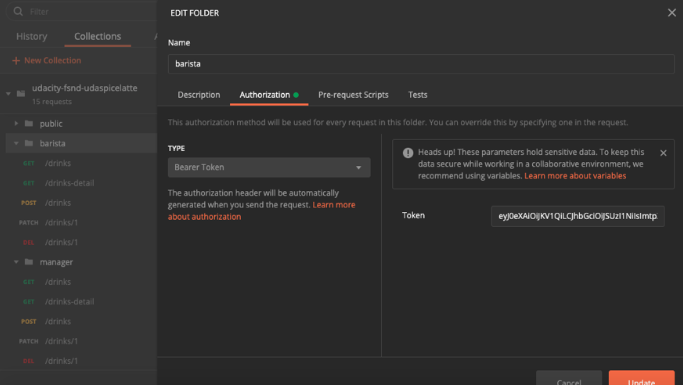 Filter
History
Collections
A
+ New Collection
udacity-fsnd-udaspicelatte
15 requests
public
barista
GET /drinks
GET /drinks-detail
POST /drinks
PATCH /drinks/1
DEL /drinks/1
manager
GET /drinks
GET /drinks-detail
POST /drinks
PATCH /drinks/1
DEL /drinks/1
EDIT FOLDER
Name
barista
Description
Authorization
Pre-request Scripts
Tests
This authorization method will be used for every request in this folder. You can override this by specifying one in the request.
TYPE
Bearer Token
The authorization header will be automatically
generated when you send the request. Learn more
about authorization
Heads up! These parameters hold sensitive data. To keep this
data secure while working in a collaborative environment, we
recommend using variables. Learn more about variables
Token
eyJ0eXAiOiJKV1QiLCJhbGciOiJSUzI1NiIsImtp
Cancel
Update